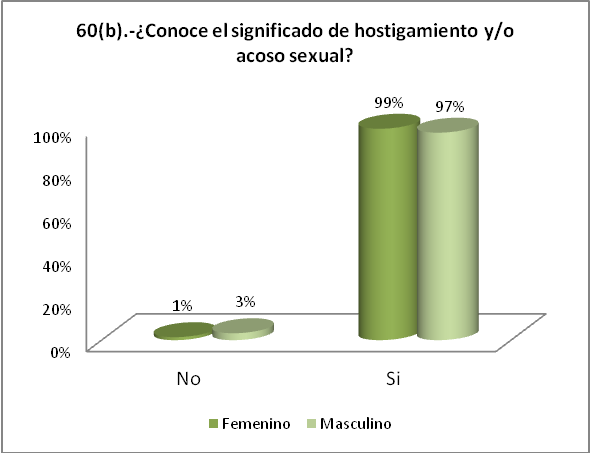 60(b).-¿Conoce el significado de hostigamiento y/o
acoso sexual?
99%
97%
100%
80%
60%
40%
20%
0%
1%
3%
No
Si
Femenino
Masculino